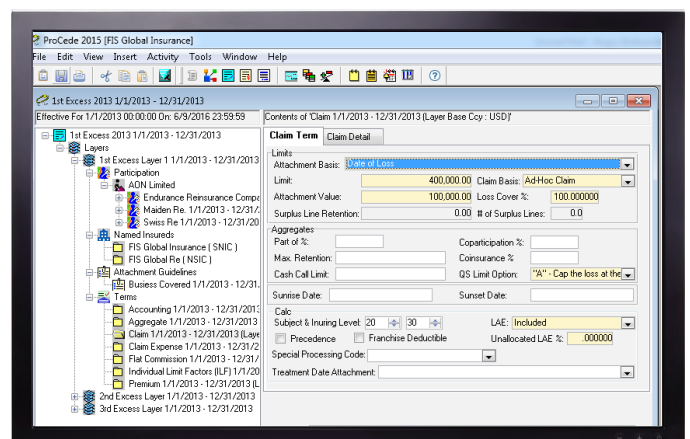 ProCede 2015 [FIS Global Insurance]
File Edit View Insert Activity Tools Window Help
1st Excess 2013 1/1/2013 - 12/31/2013
Effective For 1/1/2013 00:00:00 On: 6/9/2016 23:59:59
Contents of 'Claim 1/1/2013 - 12/31/2013 (Layer Base Ccy : USD)'
1st Excess 2013 1/1/2013 - 12/31/2013
Layers
1st Excess Layer 1 1/1/2013 - 12/31/2013
Participation
AON Limited
Endurance Reinsurance Compa
Maiden Re. 1/1/2013 - 12/31/
Swiss Re 1/1/2013 - 12/31/20
Named Insureds
FIS Global Insurance ( SNIC )
FIS Global Re ( NSIC )
Attachment Guidelines
Busiess Covered 1/1/2013 - 12/31.
Terms
Accounting 1/1/2013 - 12/31/2013
Aggregate 1/1/2013 - 12/31/2013
Claim 1/1/2013 - 12/31/2013 (Laye
Claim Expense 1/1/2013 - 12/31/2
Flat Commission 1/1/2013 - 12/31/
Individual Limit Factors (ILF) 1/1/20
Premium 1/1/2013 - 12/31/2013 (L
2nd Excess Layer 1/1/2013 - 12/31/2013
3rd Excess Layer 1/1/2013 - 12/31/2013
Claim Term Claim Detail
Limits
Attachment Basis: Date of Loss
Limit: 400,000.00 Claim Basis: Ad-Hoc Claim
Attachment Value: 100,000.00 Loss Cover %: 100.000000
Surplus Line Retention: 0.00 # of Surplus Lines: 0.0
Aggregates
Part of %: Coparticipation %:
Max. Retention: Coinsurance %
Cash Call Limit: QS Limit Option: "A" - Cap the loss at the
Sunrise Date: Sunset Date:
Calc
Subject & Inuring Level: 20 30 LAE: Included
Precedence Franchise Deductible Unallocated LAE %: .000000
Special Processing Code:
Treatment Date Attachment: